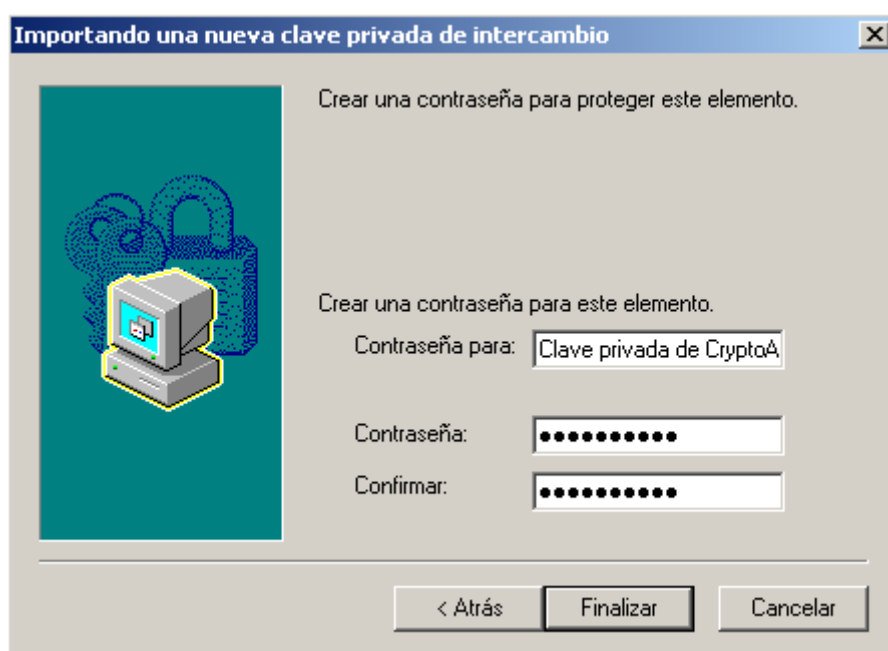 Importando una nueva clave privada de intercambio
Crear una contraseña para proteger este elemento.
Crear una contraseña para este elemento.
Contraseña para: Clave privada de CryptoA
Contraseña: ●●●●●●●●●●
Confirmar: ●●●●●●●●●●
< Atrás Finalizar Cancelar